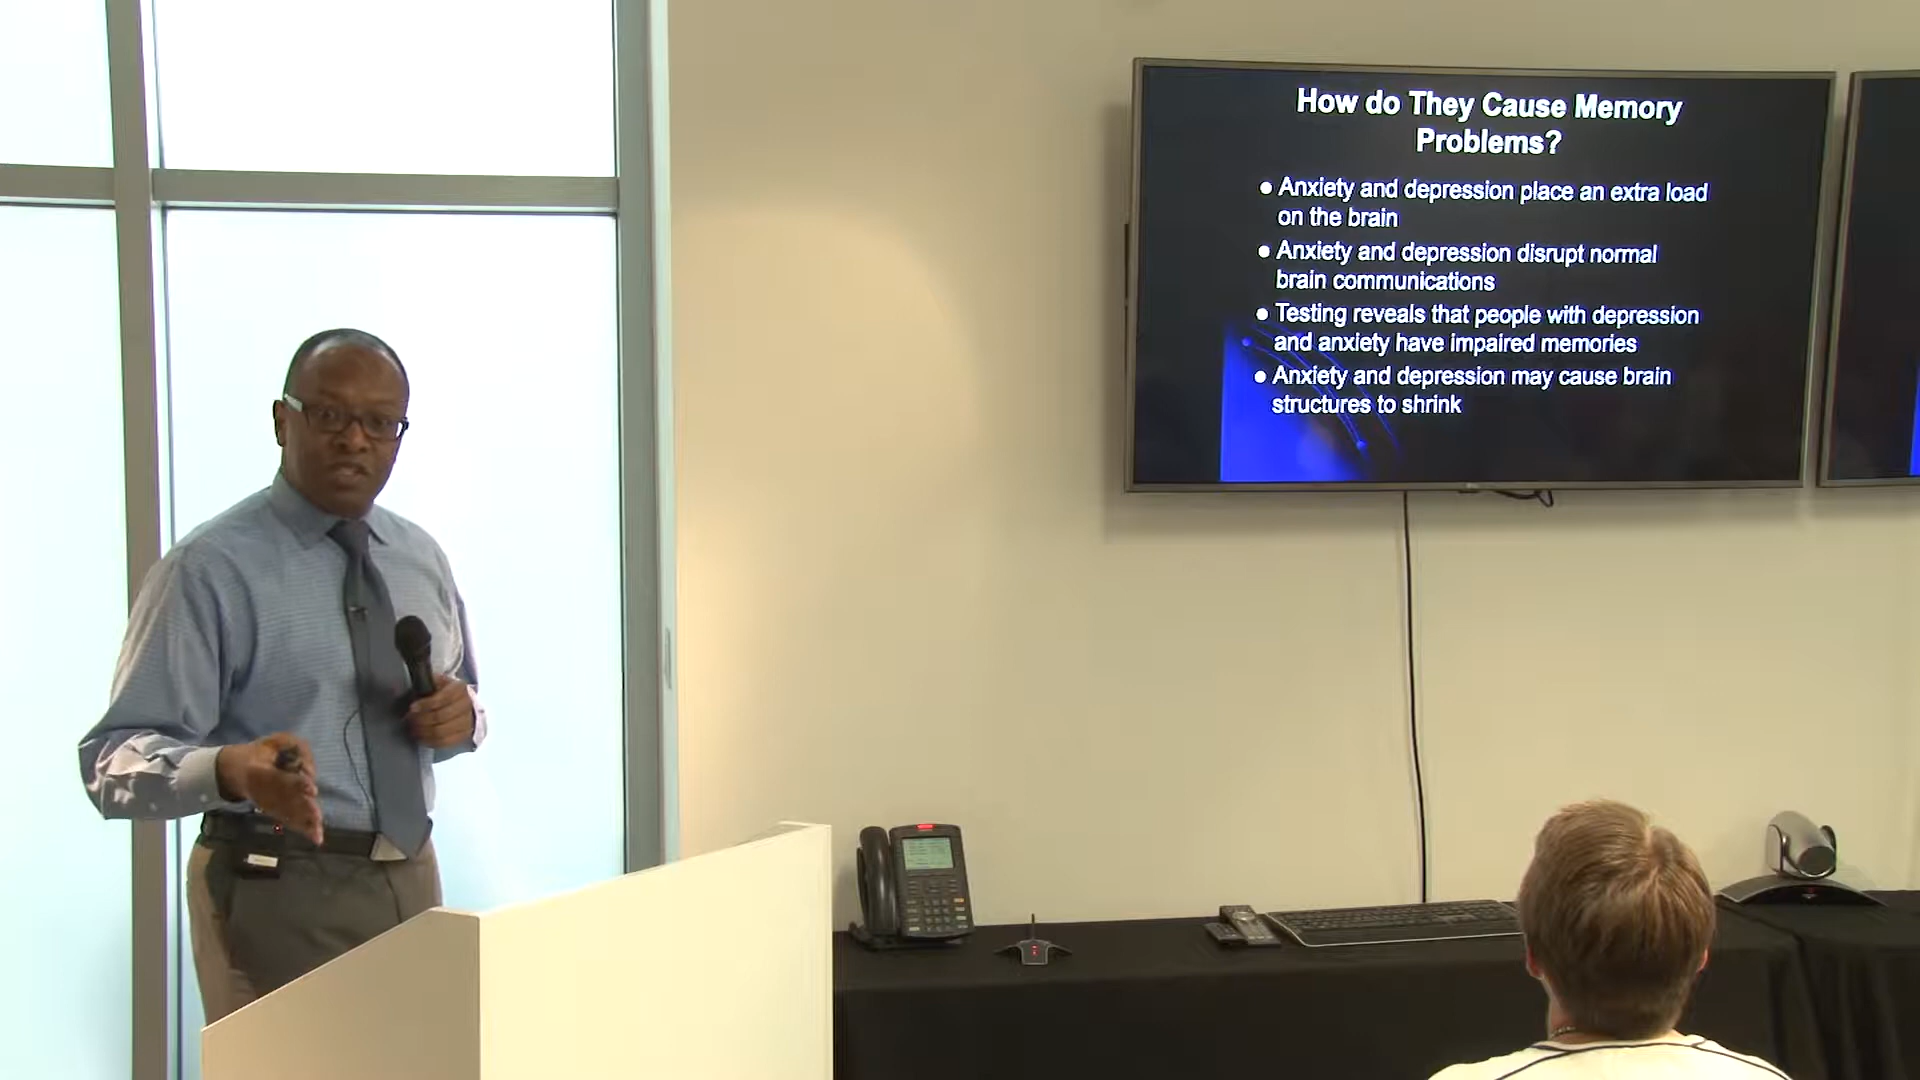 How do They Cause Memory
Problems?
● Anxiety and depression place an extra load
on the brain
● Anxiety and depression disrupt normal
brain communications
● Testing reveals that people with depression
and anxiety have impaired memories
● Anxiety and depression may cause brain
structures to shrink